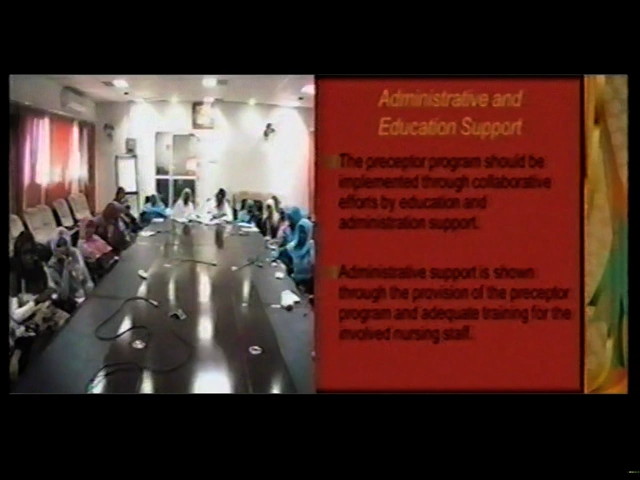 Administrative and
Education Support
The preceptor program should be
implemented through collaborative
efforts by education and
administration support.
Administrative support is shown
through the provision of the preceptor
program and adequate training for the
involved nursing staff.